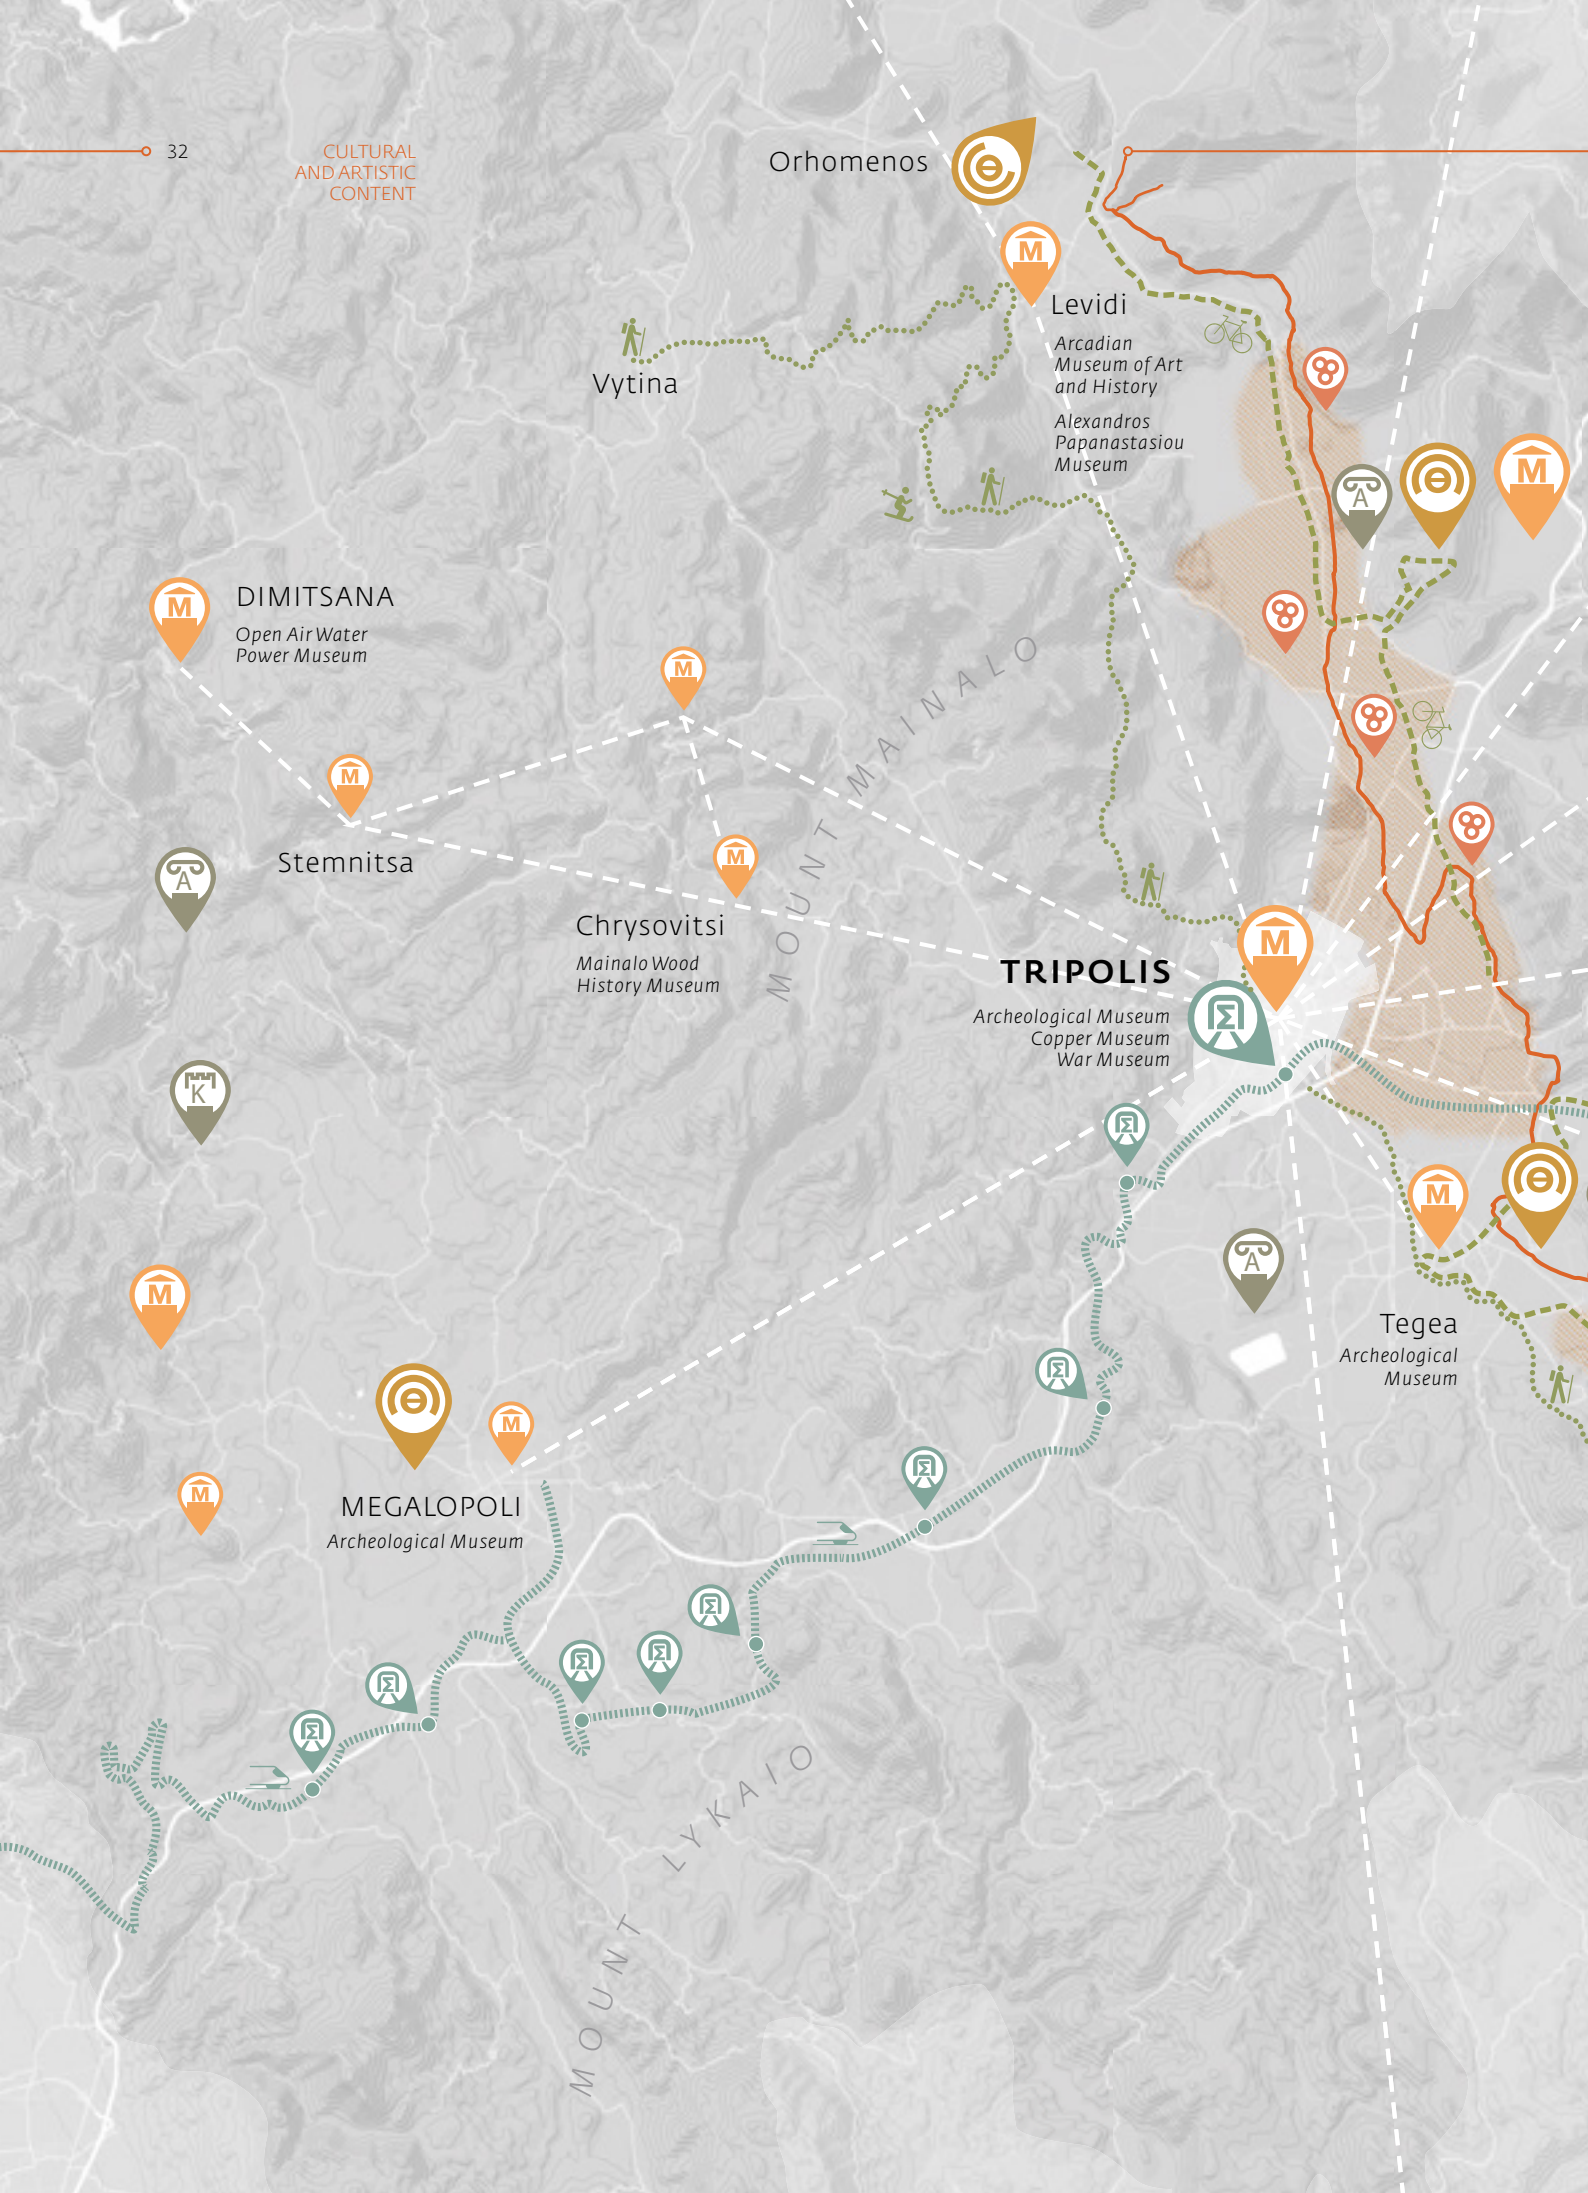 32
CULTURAL
AND ARTISTIC
CONTENT
Orhomenos
M
Levidi
Arcadian
Museum of Art
and History
Alexandros
Papanastasiou
Museum
Vytina
A
M
M
DIMITSANA
Open Air Water
Power Museum
M
M
Stemnitsa
A
M
Chrysovitsi
Mainalo Wood
History Museum
MOUNT MAINALO
M
TRIPOLIS
Σ
Archeological Museum
Copper Museum
War Museum
K
Σ
M
A
Tegea
Archeological
Museum
M
M
MEGALOPOLI
Archeological Museum
M
Σ
Σ
Σ
Σ
Σ
Σ
Σ
MOUNT LYKAIO